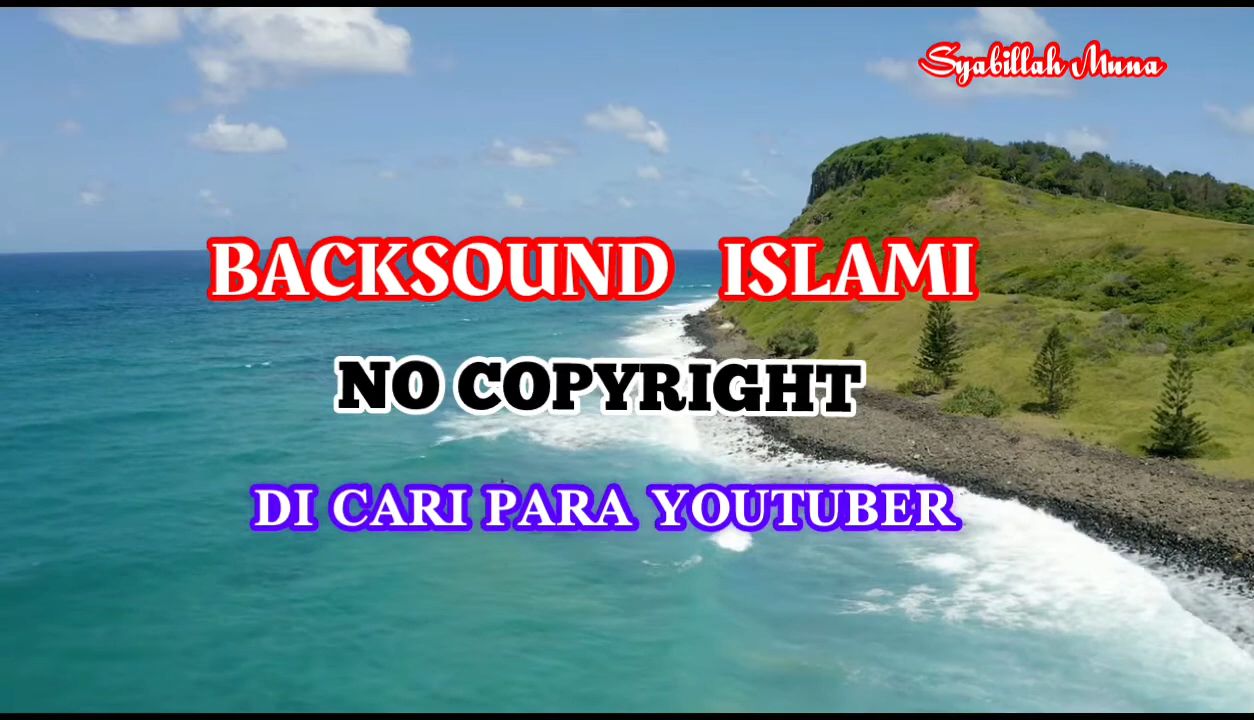 Syabillah Muna
BACKSOUND ISLAMI
NO COPYRIGHT
DI CARI PARA YOUTUBER